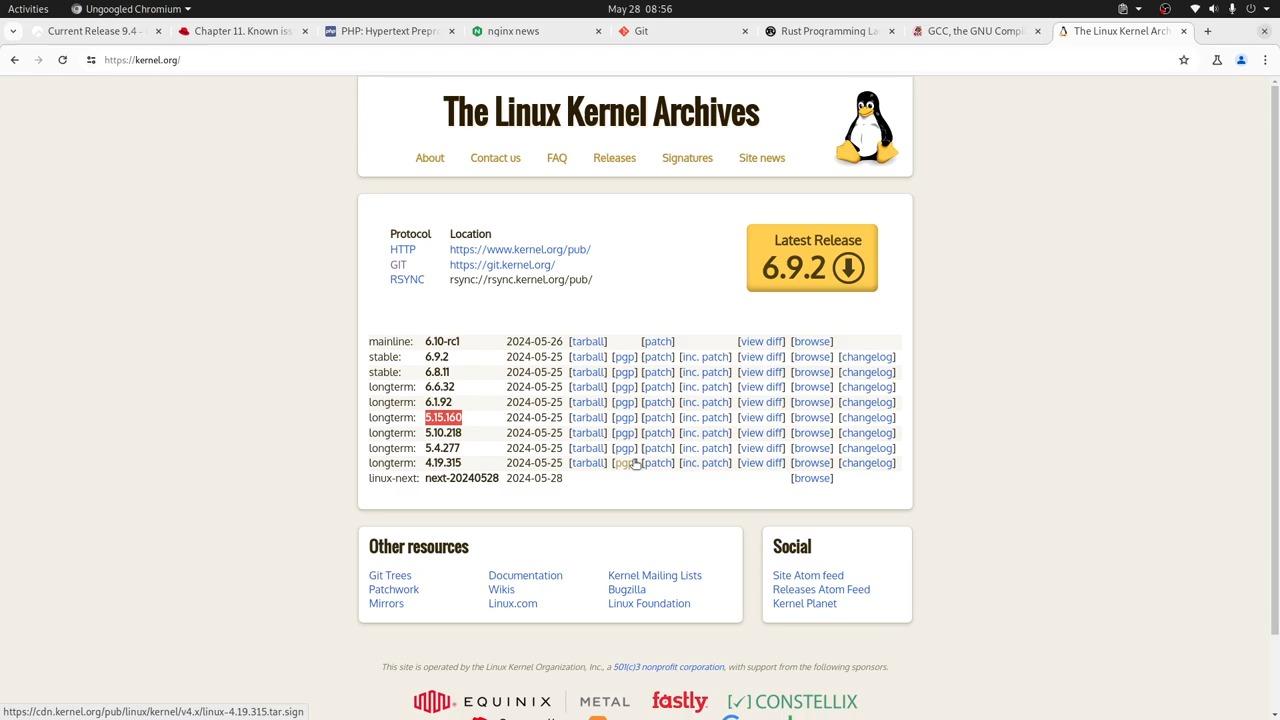 Activities Ungoogled Chromium May 28 08:56
Current Release 9.4 - Chapter 11. Known iss PHP: Hypertext Prepro nginx news Git Rust Programming La GCC, the GNU Compil The Linux Kernel Arch
https://kernel.org/
The Linux Kernel Archives
About Contact us FAQ Releases Signatures Site news
Protocol Location
HTTP https://www.kernel.org/pub/
GIT https://git.kernel.org/
RSYNC rsync://rsync.kernel.org/pub/
Latest Release
6.9.2
mainline: 6.10-rc1 2024-05-26 [tarball] [patch] [view diff] [browse]
stable: 6.9.2 2024-05-25 [tarball] [pgp] [patch] [inc. patch] [view diff] [browse] [changelog]
stable: 6.8.11 2024-05-25 [tarball] [pgp] [patch] [inc. patch] [view diff] [browse] [changelog]
longterm: 6.6.32 2024-05-25 [tarball] [pgp] [patch] [inc. patch] [view diff] [browse] [changelog]
longterm: 6.1.92 2024-05-25 [tarball] [pgp] [patch] [inc. patch] [view diff] [browse] [changelog]
longterm: 5.15.160 2024-05-25 [tarball] [pgp] [patch] [inc. patch] [view diff] [browse] [changelog]
longterm: 5.10.218 2024-05-25 [tarball] [pgp] [patch] [inc. patch] [view diff] [browse] [changelog]
longterm: 5.4.277 2024-05-25 [tarball] [pgp] [patch] [inc. patch] [view diff] [browse] [changelog]
longterm: 4.19.315 2024-05-25 [tarball] [pgp] [patch] [inc. patch] [view diff] [browse] [changelog]
linux-next: next-20240528 2024-05-28 [browse]
Other resources
Git Trees Documentation Kernel Mailing Lists
Patchwork Wikis Bugzilla
Mirrors Linux.com Linux Foundation
Social
Site Atom feed
Releases Atom Feed
Kernel Planet
This site is operated by the Linux Kernel Organization, Inc., a 501(c)3 nonprofit corporation, with support from the following sponsors.
EQUINIX METAL fastly. [✓] CONSTELLIX
https://cdn.kernel.org/pub/linux/kernel/v4.x/linux-4.19.315.tar.sign